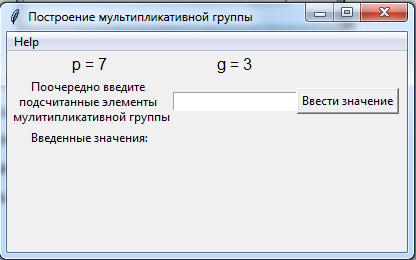 Построение мультипликативной группы
Help
p = 7 g = 3
Поочередно введите
подсчитанные элементы
мулитипликативной группы
Ввести значение
Введенные значения: